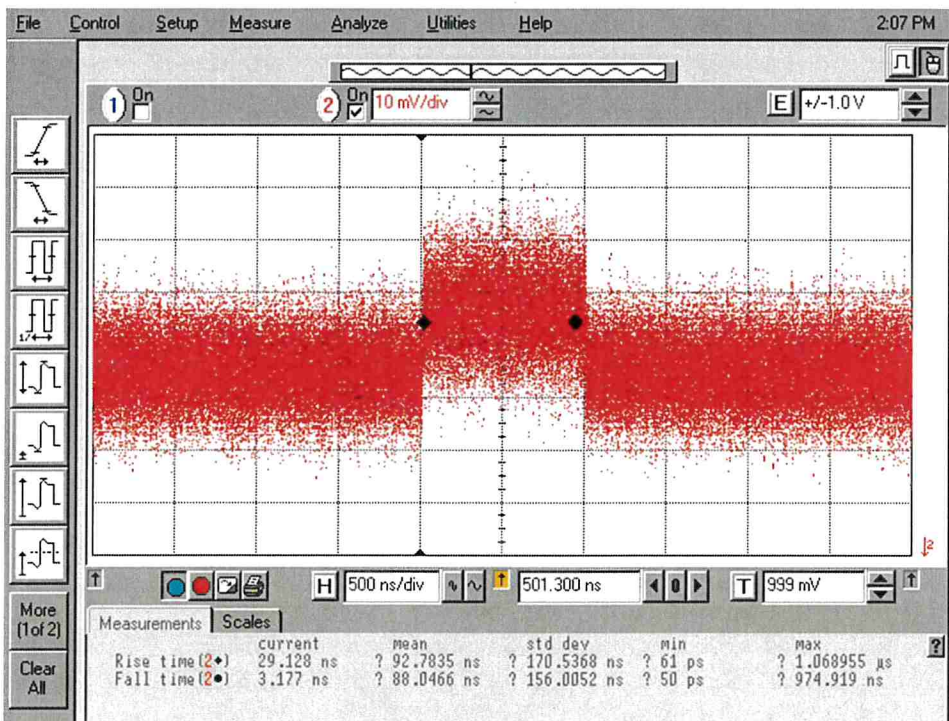 File Control Setup Measure Analyze Utilities Help 2:07 PM
1 On 2 On 10 mV/div E +/-1.0 V
2
H 500 ns/div 501.300 ns 0 T 999 mV
More
(1of 2)
Clear
All
Measurements Scales
current mean std dev min max
Rise time(2◆) 29.128 ns ? 92.7835 ns ? 170.5368 ns ? 61 ps ? 1.068955 µs
Fall time(2●) 3.177 ns ? 88.0466 ns ? 156.0052 ns ? 50 ps ? 974.919 ns
?
1/